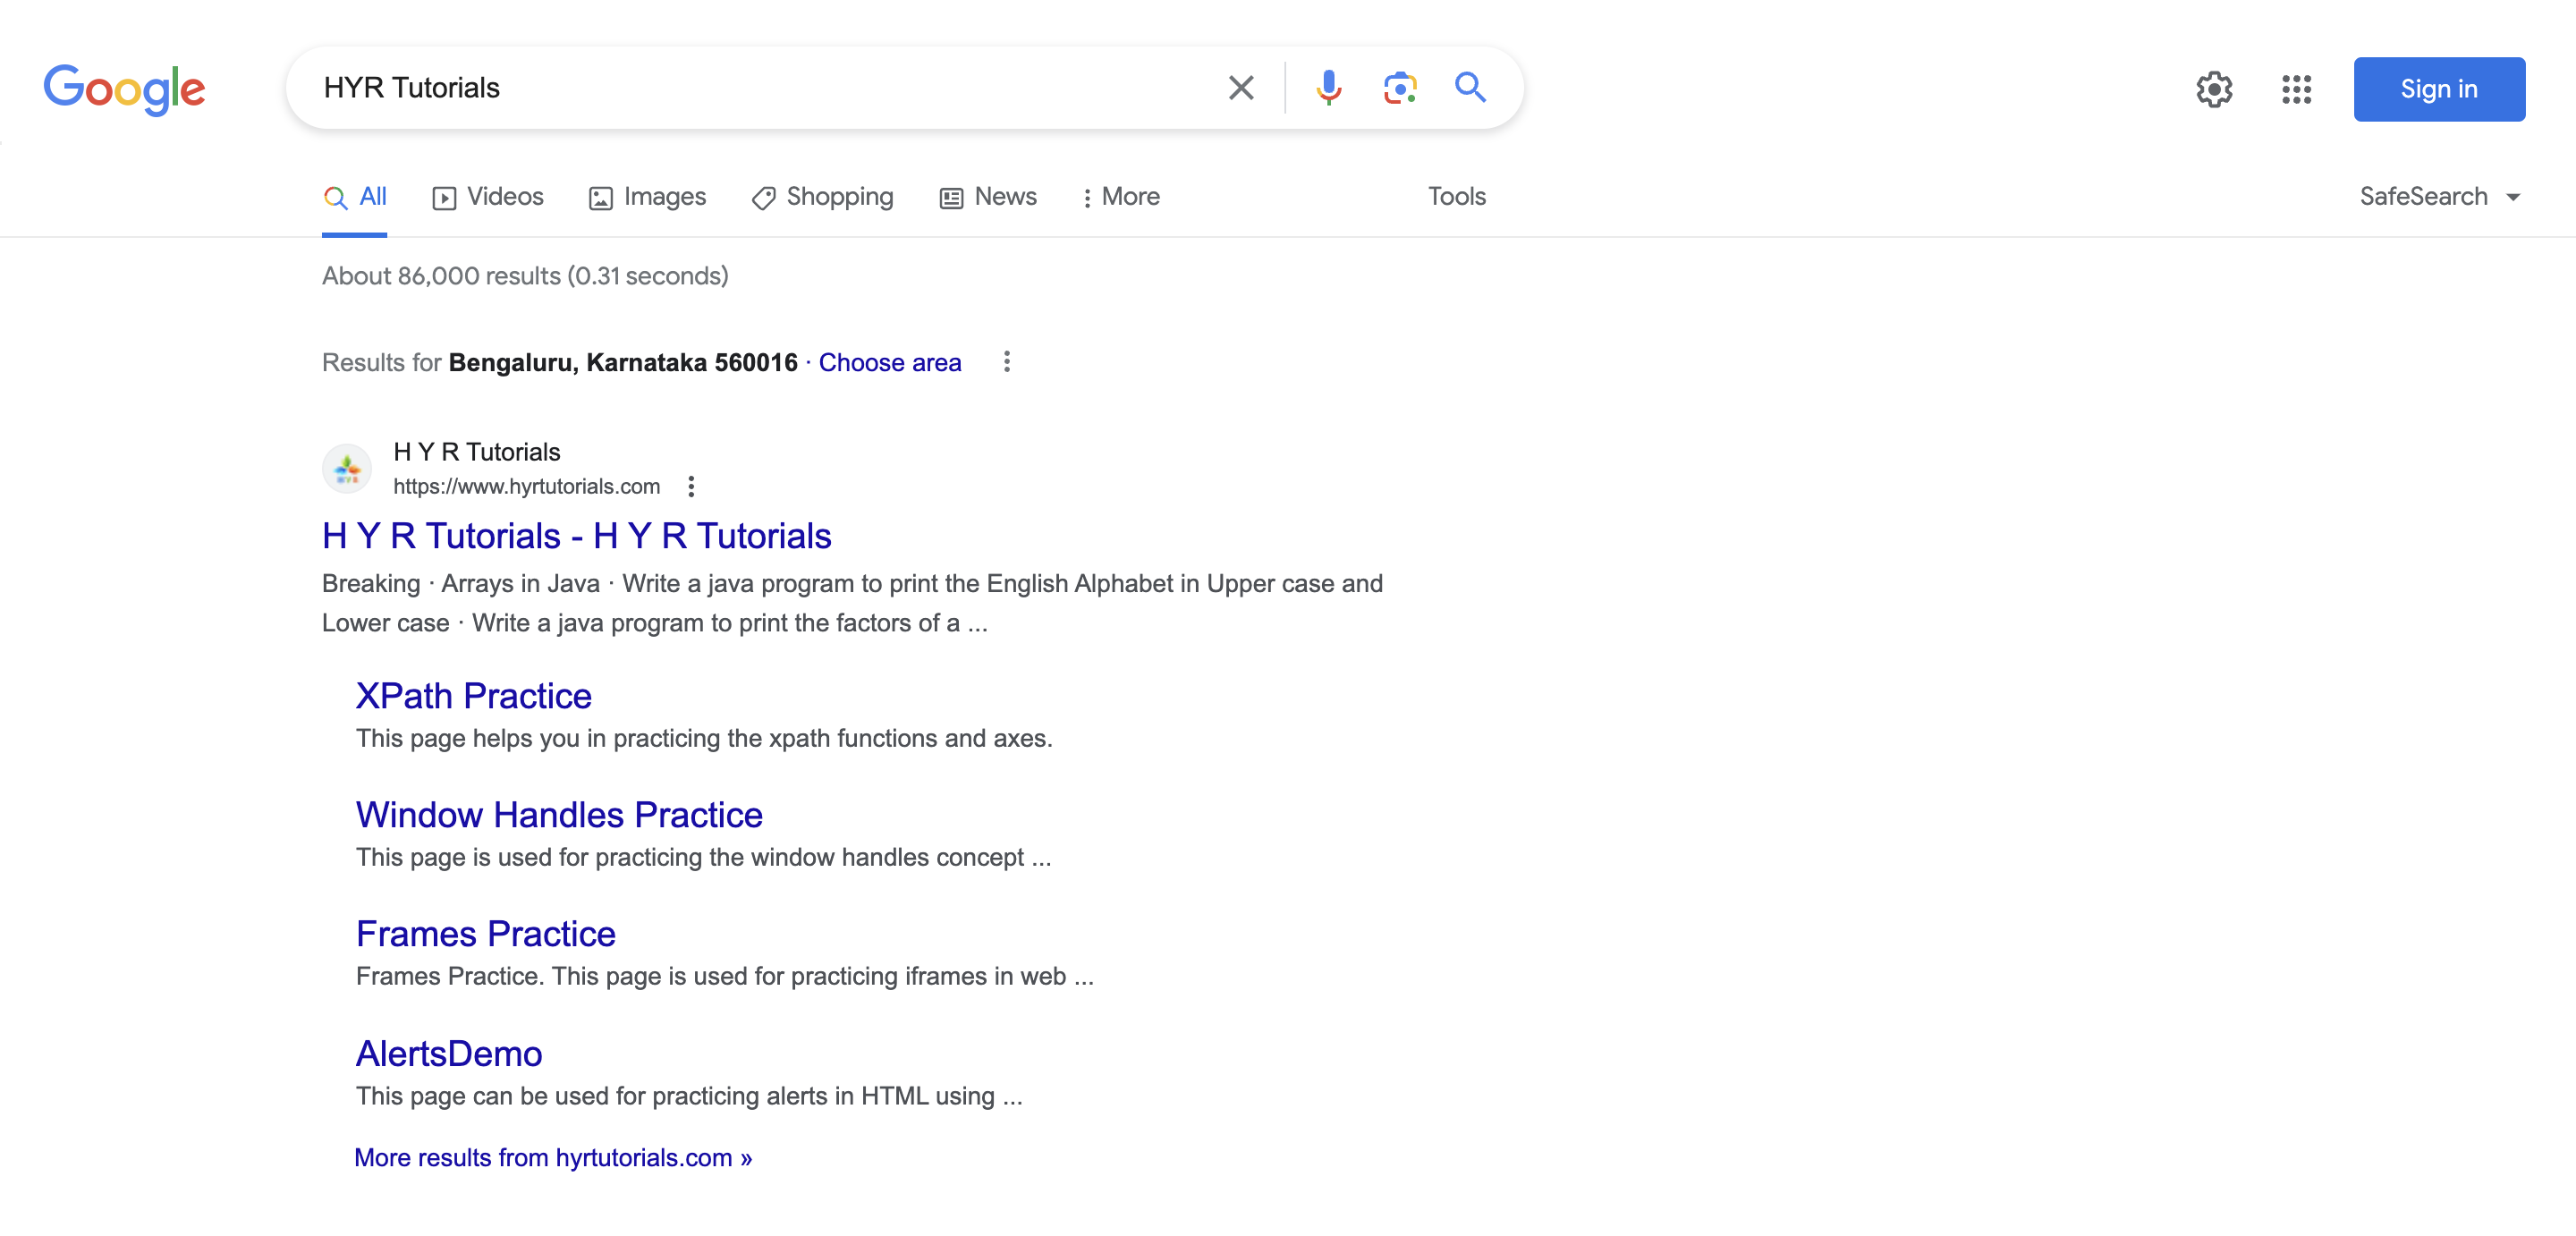 Google
HYR Tutorials
Sign in
All Videos Images Shopping News More Tools SafeSearch
About 86,000 results (0.31 seconds)
Results for Bengaluru, Karnataka 560016 · Choose area
H Y R Tutorials
https://www.hyrtutorials.com
H Y R Tutorials - H Y R Tutorials
Breaking · Arrays in Java · Write a java program to print the English Alphabet in Upper case and
Lower case · Write a java program to print the factors of a ...
XPath Practice
This page helps you in practicing the xpath functions and axes.
Window Handles Practice
This page is used for practicing the window handles concept ...
Frames Practice
Frames Practice. This page is used for practicing iframes in web ...
AlertsDemo
This page can be used for practicing alerts in HTML using ...
More results from hyrtutorials.com »